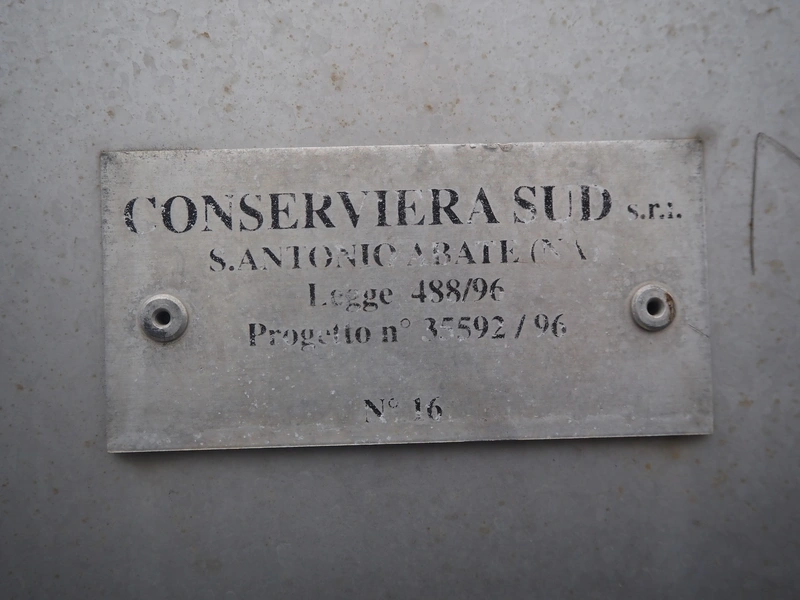 CONSERVIERA SUD s.r.l.
S.ANTONIO ABATE (NA)
Legge 488/96
Progetto n° 35592 / 96
N° 16